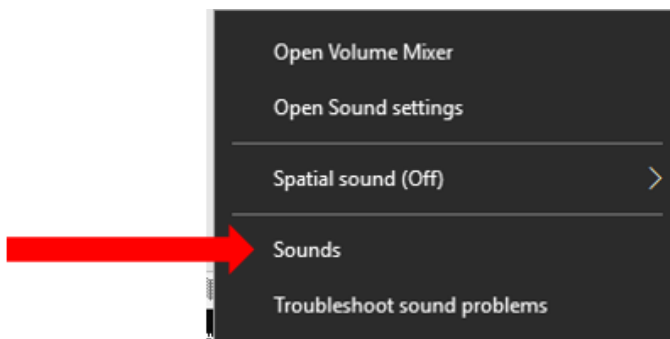 Open Volume Mixer
Open Sound settings
Spatial sound (Off)
Sounds
Troubleshoot sound problems